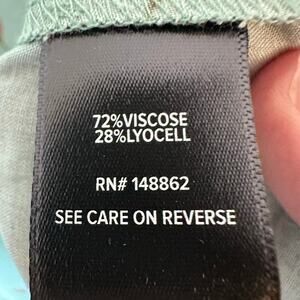 72%VISCOSE
28%LYOCELL
RN# 148862
SEE CARE ON REVERSE